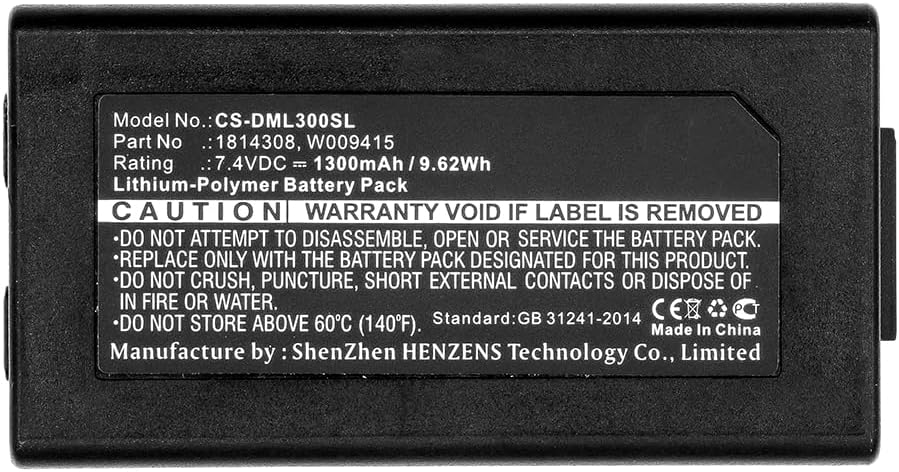 Model No.:CS-DML300SL
Part No .:1814308, W009415
Rating .:7.4VDC ⎓ 1300mAh / 9.62Wh
Lithium-Polymer Battery Pack
CAUTION| WARRANTY VOID IF LABEL IS REMOVED
•DO NOT ATTEMPT TO DISASSEMBLE, OPEN OR SERVICE THE BATTERY PACK.
•REPLACE ONLY WITH THE BATTERY PACK DESIGNATED FOR THIS PRODUCT.
•DO NOT CRUSH, PUNCTURE, SHORT EXTERNAL CONTACTS OR DISPOSE OF
IN FIRE OR WATER.
•DO NOT STORE ABOVE 60°C (140°F).
Standard:GB 31241-2014
CE
Made In China
Manufacture by : ShenZhen HENZENS Technology Co., Limited